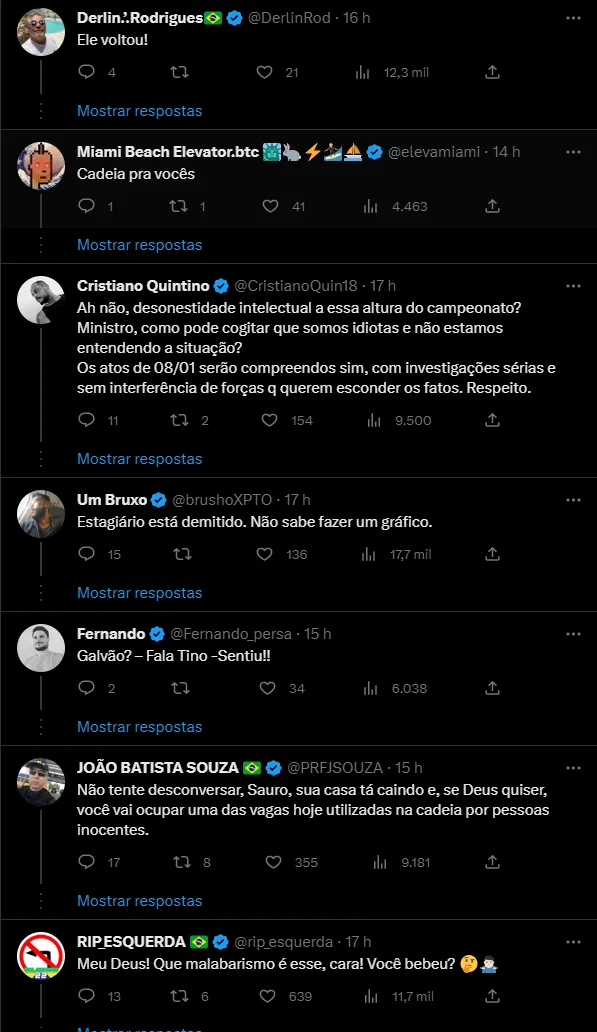 Derlin.'.Rodrigues🇧🇷 @DerlinRod · 16 h
Ele voltou!
4 21 12,3 mil
Mostrar respostas
Miami Beach Elevator.btc 🗽🐇⚡🏄⛵ @elevamiami · 14 h
Cadeia pra vocês
1 1 41 4.463
Mostrar respostas
Cristiano Quintino @CristianoQuin18 · 17 h
Ah não, desonestidade intelectual a essa altura do campeonato?
Ministro, como pode cogitar que somos idiotas e não estamos
entendendo a situação?
Os atos de 08/01 serão compreendos sim, com investigações sérias e
sem interferência de forças q querem esconder os fatos. Respeito.
11 2 154 9.500
Mostrar respostas
Um Bruxo @brushoXPTO · 17 h
Estagiário está demitido. Não sabe fazer um gráfico.
15 136 17,7 mil
Mostrar respostas
Fernando @Fernando_persa · 15 h
Galvão? – Fala Tino -Sentiu!!
2 34 6.038
Mostrar respostas
JOÃO BATISTA SOUZA 🇧🇷 @PRFJSOUZA · 15 h
Não tente desconversar, Sauro, sua casa tá caindo e, se Deus quiser,
você vai ocupar uma das vagas hoje utilizadas na cadeia por pessoas
inocentes.
17 8 355 9.181
Mostrar respostas
RIP_ESQUERDA 🇧🇷 @rip_esquerda · 17 h
Meu Deus! Que malabarismo é esse, cara! Você bebeu? 🤔🤷🏻‍♂️
13 6 639 11,7 mil
Mostrar respostas